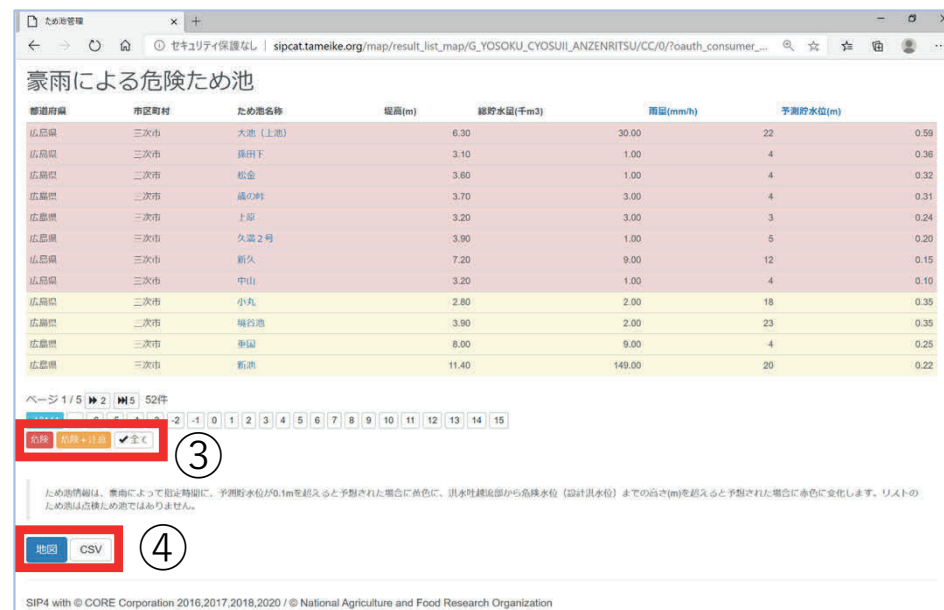 ため池管理
セキュリティ保護なし | sipcat.tameike.org/map/result_list_map/G_YOSOKU_CYOSUII_ANZENRITSU/CC/0/?oauth_consumer_...
豪雨による危険ため池
都道府県 市区町村 ため池名称 堤高(m) 総貯水量(千m3) 雨量(mm/h) 予測貯水位(m)
広島県 三次市 大池（上池） 6.30 30.00 22 0.59
広島県 三次市 孫田下 3.10 1.00 4 0.36
広島県 三次市 松金 3.60 1.00 4 0.32
広島県 三次市 3.70 3.00 4 0.31
広島県 三次市 上原 3.20 3.00 3 0.24
広島県 三次市 2号 3.90 1.00 5 0.20
広島県 三次市 新久 7.20 9.00 12 0.15
広島県 三次市 中山 3.20 1.00 4 0.10
広島県 三次市 小丸 2.80 2.00 18 0.35
広島県 三次市 3.90 2.00 23 0.35
広島県 三次市 8.00 9.00 4 0.25
広島県 三次市 新池 11.40 149.00 20 0.22
ページ 1 / 5 2 5 52件
-2 -1 0 1 2 3 4 5 6 7 8 9 10 11 12 13 14 15
危険 危険+注意 ✔全て
③
ため池情報は、豪雨によって指定時間に、予測貯水位が0.1mを超えると予想された場合に黄色に、洪水吐越流部から危険水位（設計洪水位）までの高さ(m)を超えると予想された場合に赤色に変化します。リストの
ため池は点検ため池ではありません。
地図 CSV
④
SIP4 with © CORE Corporation 2016,2017,2018,2020 / © National Agriculture and Food Research Organization